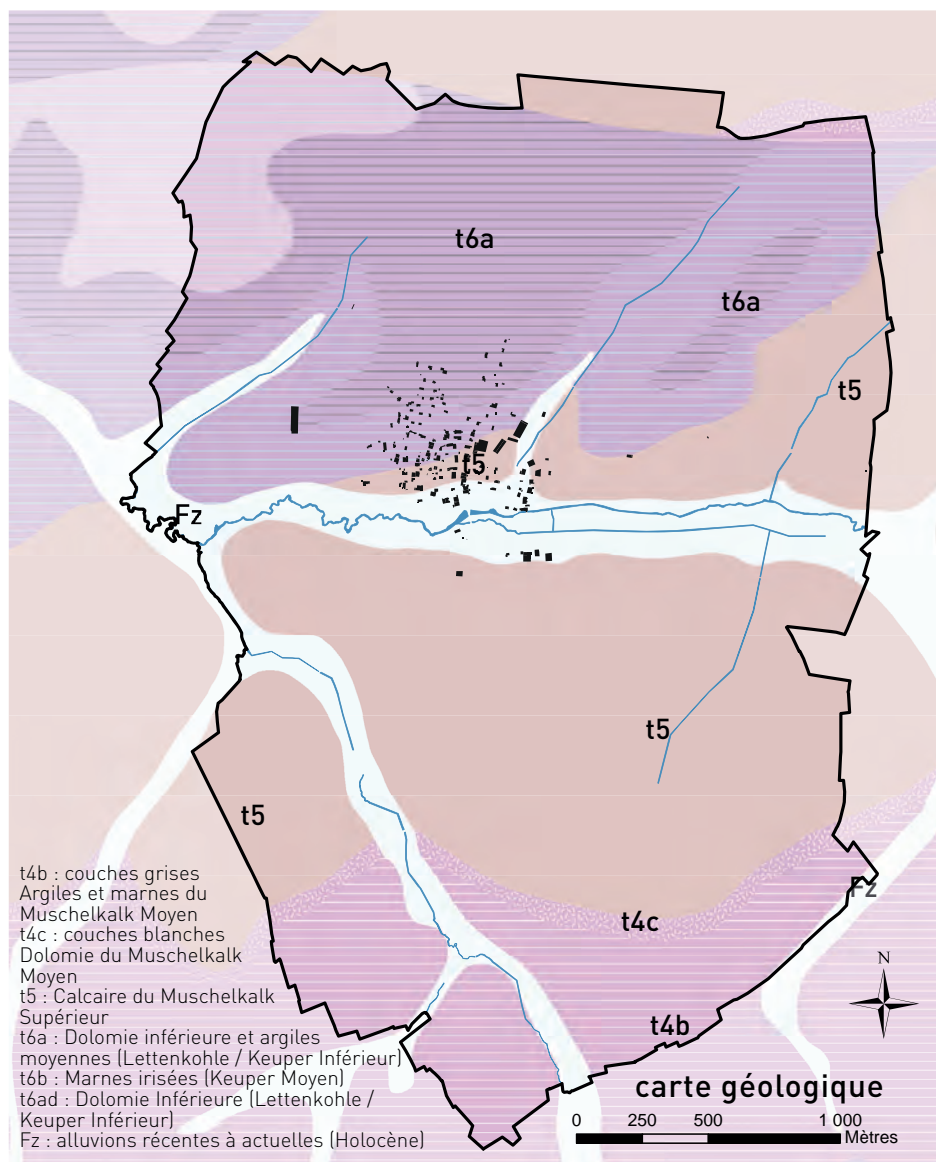 t6a
t6a
t5
t5
Fz
t5
t5
Fz
t4c
t4b
t4b : couches grises
Argiles et marnes du
Muschelkalk Moyen
t4c : couches blanches
Dolomie du Muschelkalk
Moyen
t5 : Calcaire du Muschelkalk
Supérieur
t6a : Dolomie inférieure et argiles
moyennes (Lettenkohle / Keuper Inférieur)
t6b : Marnes irisées (Keuper Moyen)
t6ad : Dolomie Inférieure (Lettenkohle /
Keuper Inférieur)
Fz : alluvions récentes à actuelles (Holocène)
N
carte géologique
0 250 500 1 000
Mètres